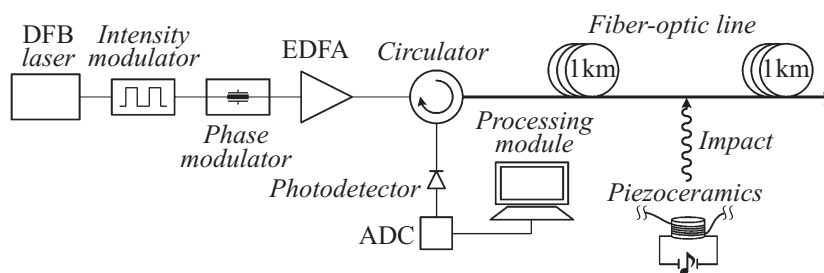 DFB
laser
Intensity
modulator
Phase
modulator
EDFA
Circulator
Fiber-optic line
1km
1km
Processing
module
Photodetector
ADC
Impact
Piezoceramics